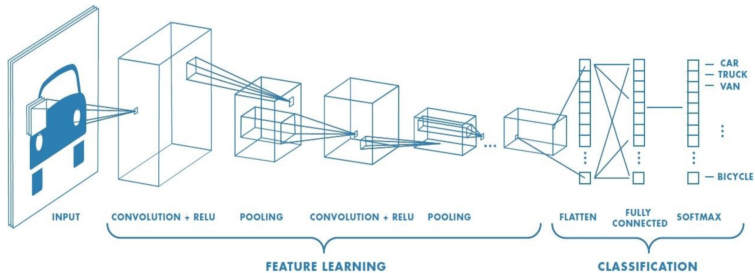 CAR
TRUCK
VAN
BICYCLE
INPUT
CONVOLUTION + RELU
POOLING
CONVOLUTION + RELU
POOLING
FLATTEN
FULLY
CONNECTED
SOFTMAX
FEATURE LEARNING
CLASSIFICATION